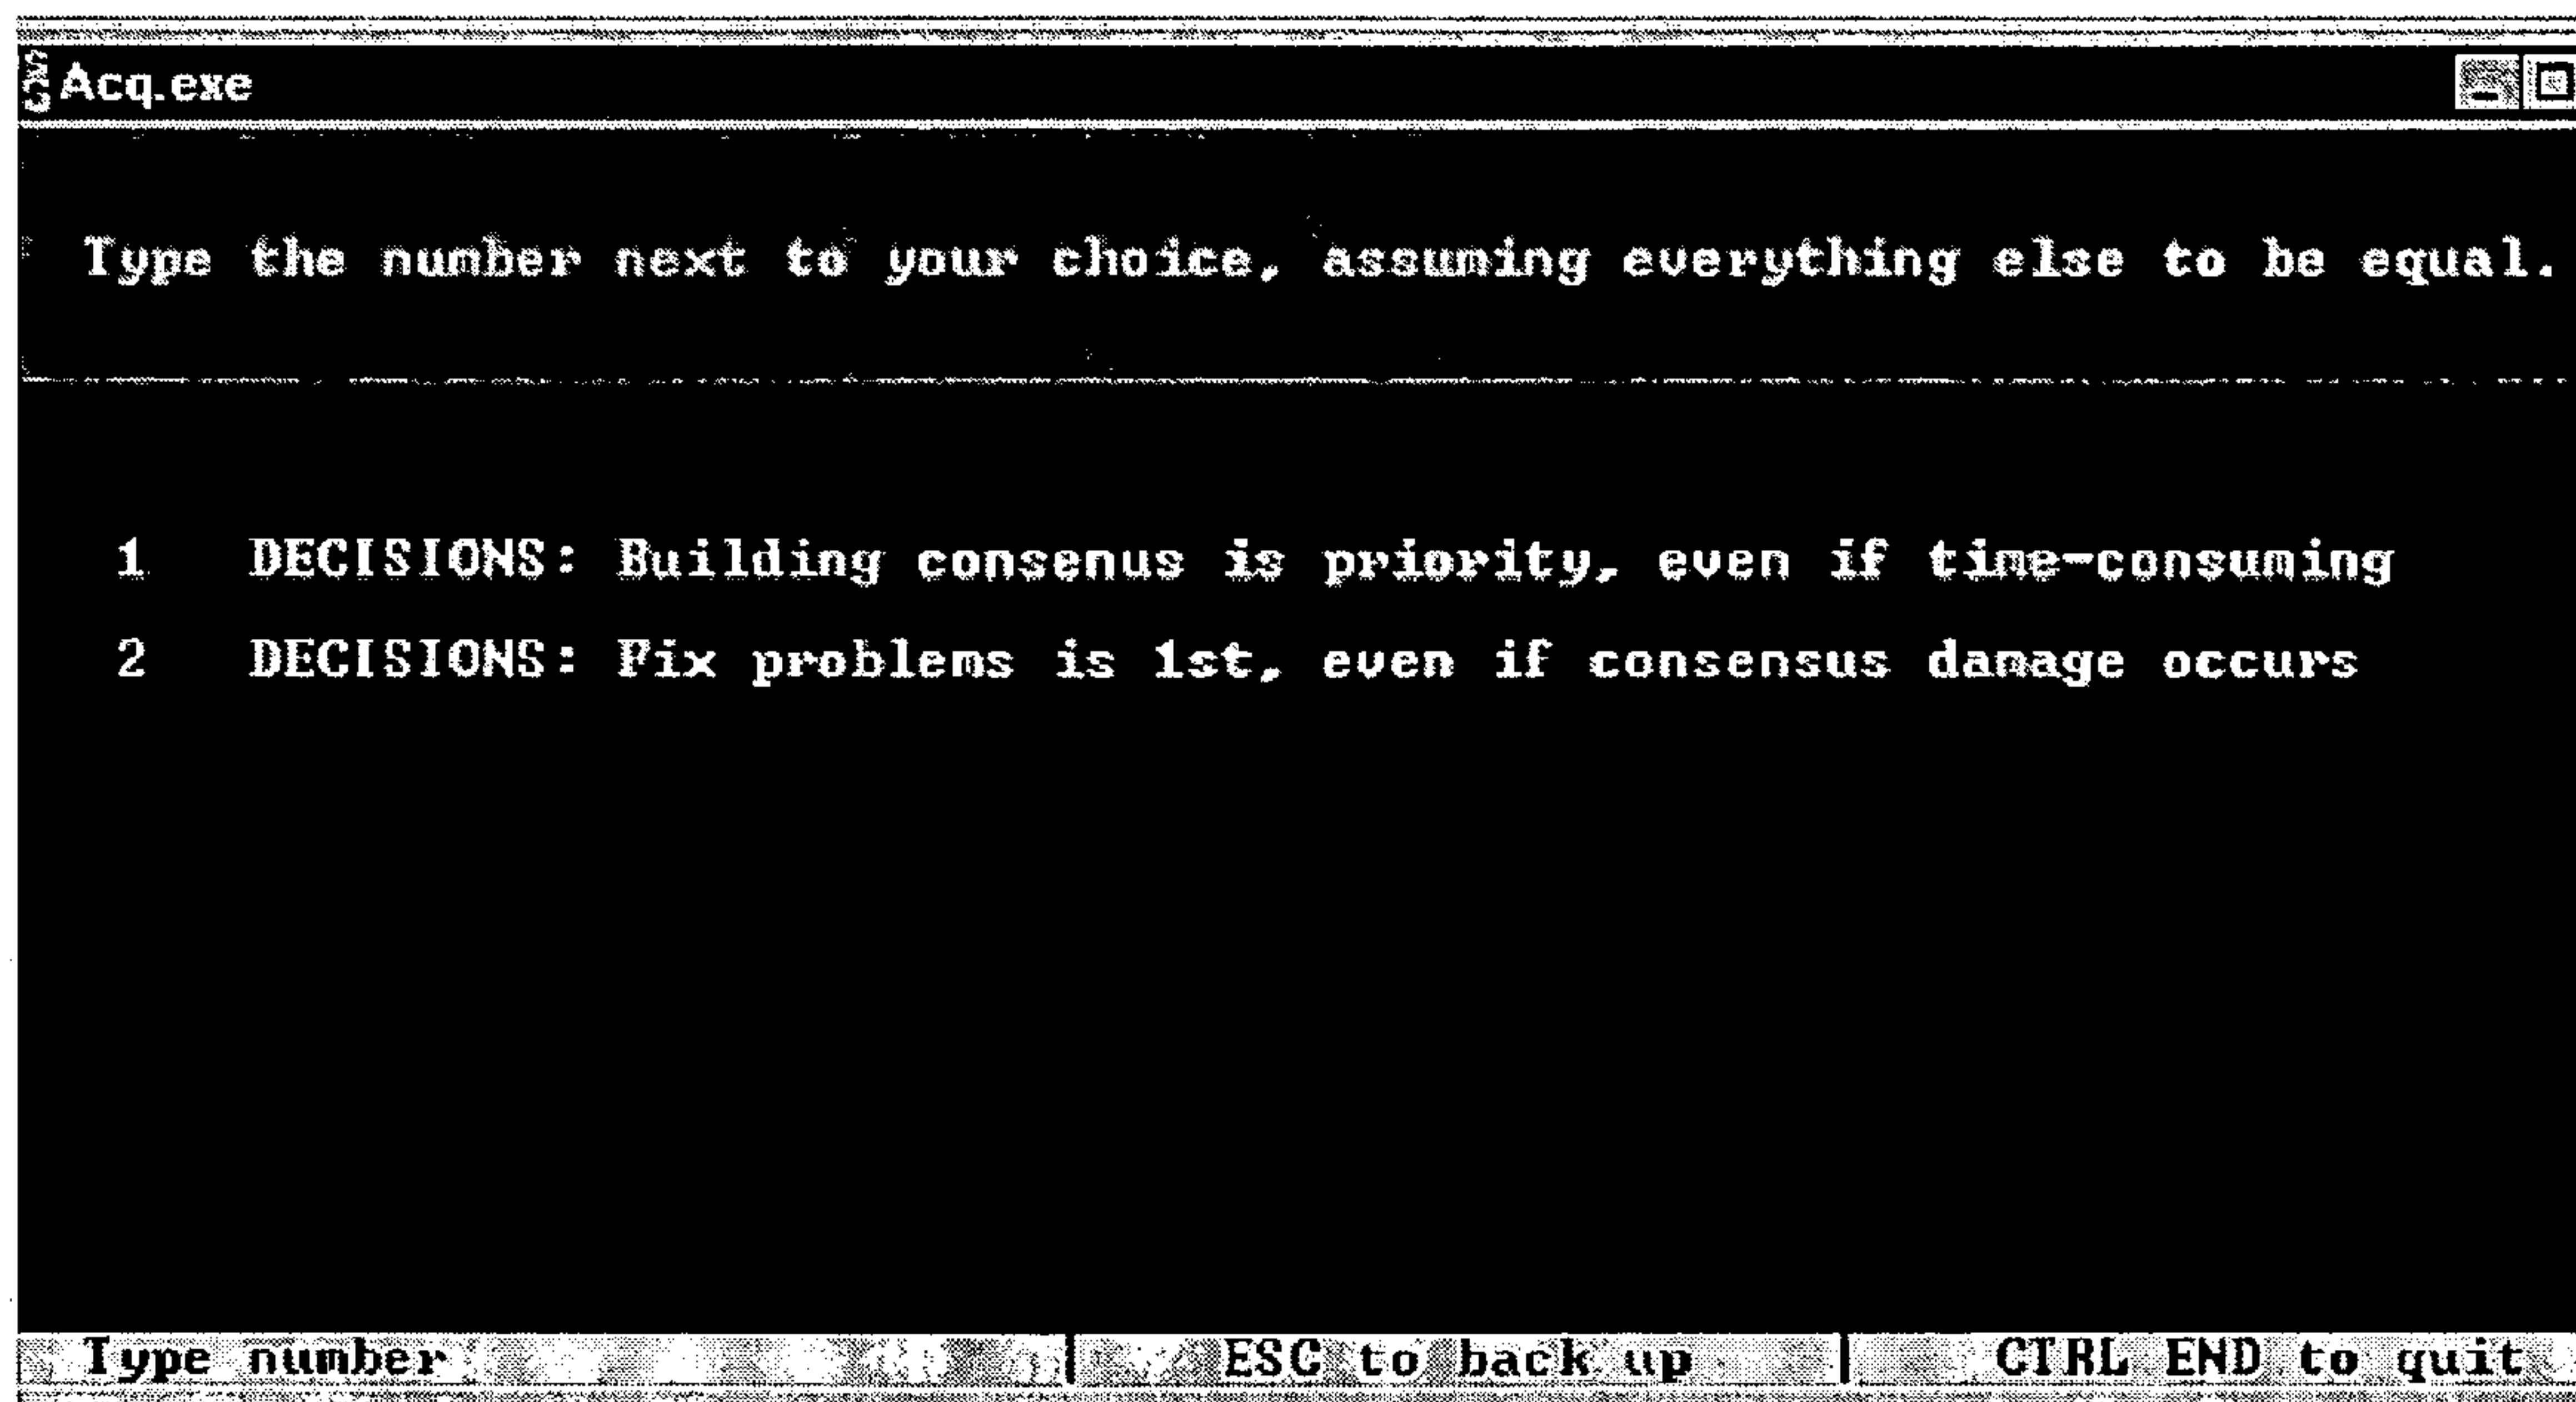 Acq.exe
Type the number next to your choice, assuming everything else to be equal.
1 DECISIONS: Building consenus is priority, even if time-consuming
2 DECISIONS: Fix problems is 1st, even if consensus damage occurs
Type number | ESC to back up | CTRL END to quit